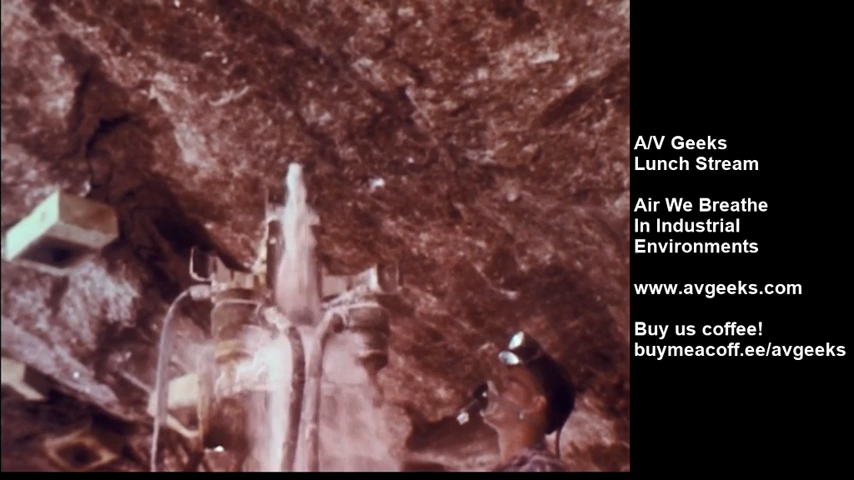 A/V Geeks
Lunch Stream
Air We Breathe
In Industrial
Environments
www.avgeeks.com
Buy us coffee!
buymeacoff.ee/avgeeks